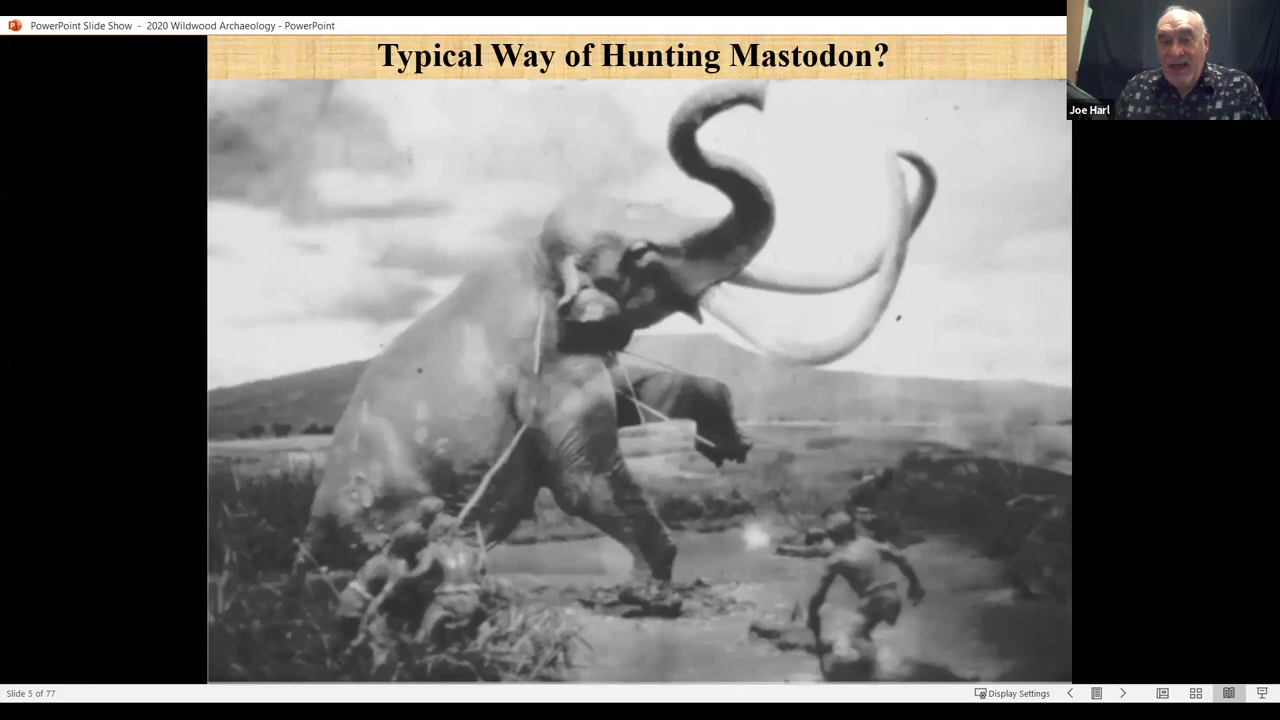 PowerPoint Slide Show - 2020 Wildwood Archaeology - PowerPoint
Typical Way of Hunting Mastodon?
Joe Harl
Slide 5 of 77
Display Settings